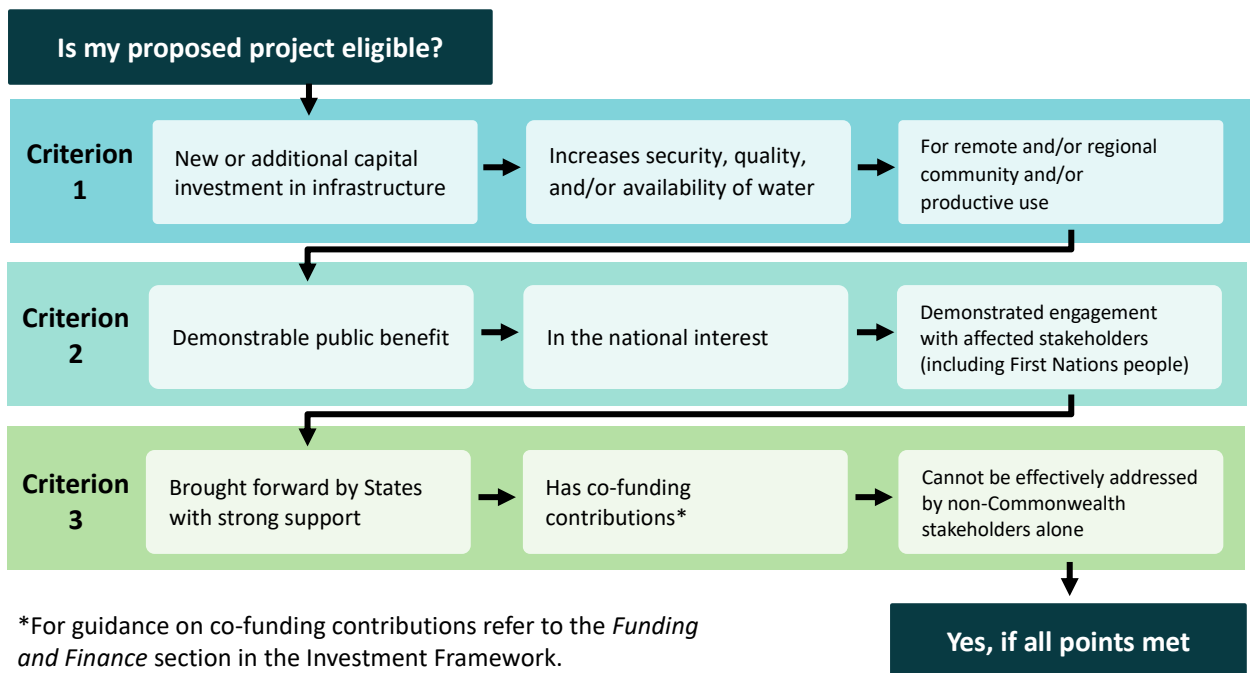 Is my proposed project eligible?
Criterion
1
New or additional capital
investment in infrastructure
Increases security, quality,
and/or availability of water
For remote and/or regional
community and/or
productive use
Criterion
2
Demonstrable public benefit
In the national interest
Demonstrated engagement
with affected stakeholders
(including First Nations people)
Criterion
3
Brought forward by States
with strong support
Has co-funding
contributions*
Cannot be effectively addressed
by non-Commonwealth
stakeholders alone
*For guidance on co-funding contributions refer to the Funding
and Finance section in the Investment Framework.
Yes, if all points met